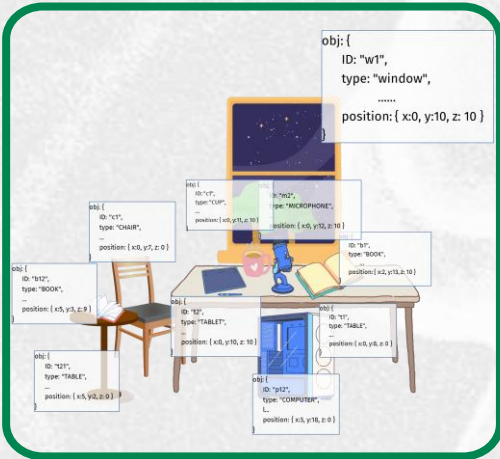 obj: {
ID: "w1",
type: "window",
......
position: { x:0, y:10, z: 10 }
}
obj: {
ID: "c1",
type: "CUP",
...
position: { x:0, y:11, z: 10 }
}
ID: "m2",
type: "MICROPHONE",
...
position: { x:0, y:12, z: 10 }
obj: {
ID: "c1",
type: "CHAIR",
...
position: { x:0, y:7, z: 0 }
}
ID: "b1",
type: "BOOK",
...
position: { x:2, y:13, z: 10 }
}
obj: {
ID: "b12",
type: "BOOK",
...
position: { x:5, y:3, z: 9 }
}
obj: {
ID: "t2",
type: "TABLET",
...
position: { x:0, y:10, z: 10 }
}
obj: {
ID: "t1",
type: "TABLE",
...
position: { x:0, y:8, z: 0 }
}
obj: {
ID: "t21",
type: "TABLE",
...
position: { x:5, y:2, z: 0 }
}
obj: {
ID: "p12",
type: "COMPUTER",
position: { x:3, y:18, z: 0 }
}